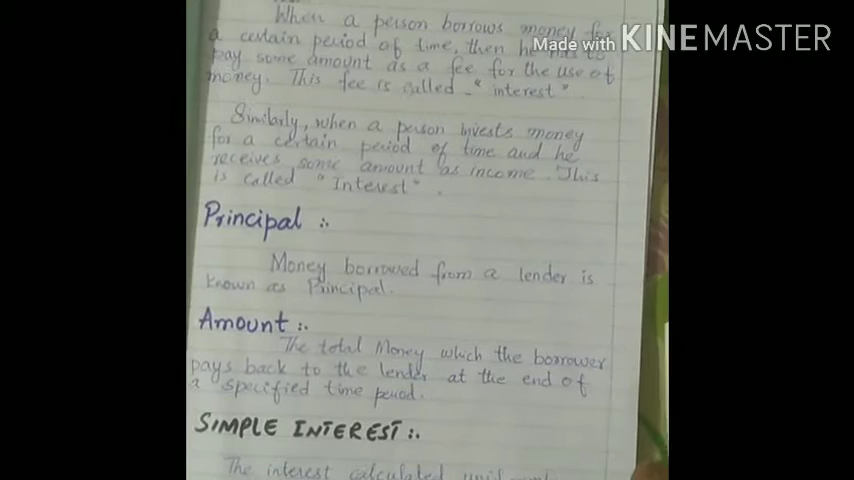 When a person borrows money for
a certain period of time, then he has to
pay some amount as a fee for the use of
money. This fee is called - "interest".
Similarly, when a person invests money
for a certain period of time and he
receives some amount as income. This
is called "Interest".
Principal :.
Money borrowed from a lender is
known as Principal.
Amount :.
The total Money which the borrower
pays back to the lender at the end of
a specified time period.
SIMPLE INTEREST :.
The interest calculated
Made with KINEMASTER